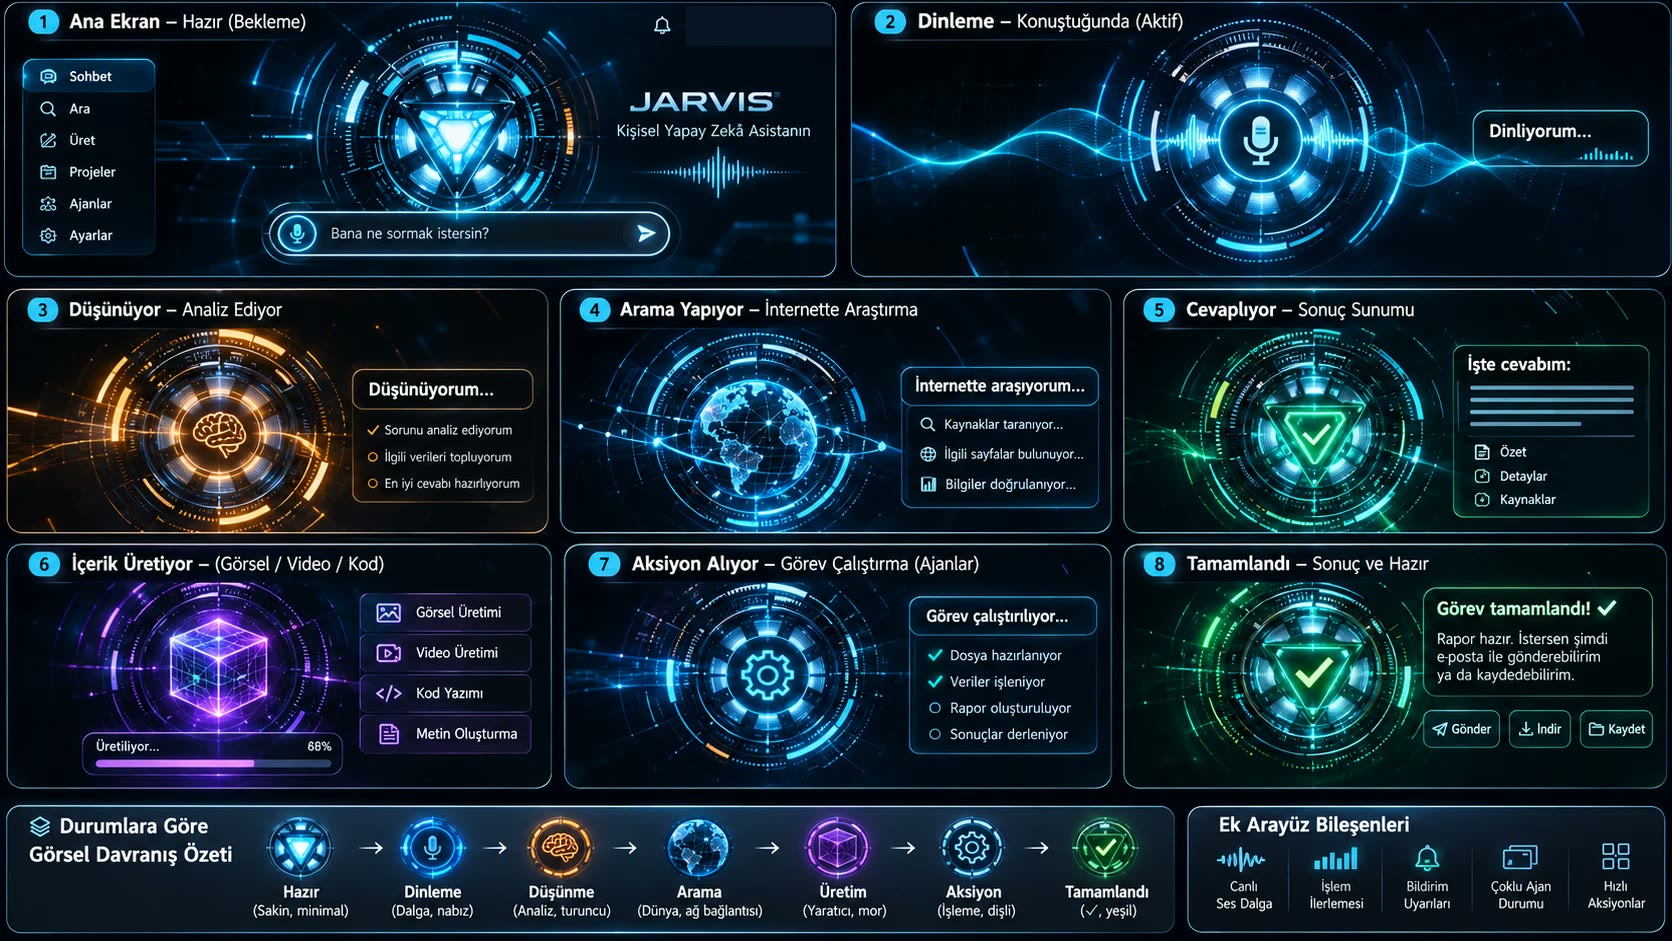 1 Ana Ekran – Hazır (Bekleme)
Sohbet
Ara
Üret
Projeler
Ajanlar
Ayarlar
JARVIS
Kişisel Yapay Zekâ Asistanın
Bana ne sormak istersin?
2 Dinleme – Konuştuğunda (Aktif)
Dinliyorum...
3 Düşünüyor – Analiz Ediyor
Düşünüyorum...
Sorunu analiz ediyorum
İlgili verileri topluyorum
En iyi cevabı hazırlıyorum
4 Arama Yapıyor – İnternette Araştırma
İnternette araşıyorum...
Kaynaklar taranıyor...
İlgili sayfalar bulunuyor...
Bilgiler doğrulanıyor...
5 Cevaplıyor – Sonuç Sunumu
İşte cevabım:
Özet
Detaylar
Kaynaklar
6 İçerik Üretiyor – (Görsel / Video / Kod)
Görsel Üretimi
Video Üretimi
Kod Yazımı
Metin Oluşturma
Üretiliyor... 68%
7 Aksiyon Alıyor – Görev Çalıştırma (Ajanlar)
Görev çalıştırılıyor...
Dosya hazırlanıyor
Veriler işleniyor
Rapor oluşturuluyor
Sonuçlar derleniyor
8 Tamamlandı – Sonuç ve Hazır
Görev tamamlandı!
Rapor hazır. İstersen şimdi
e-posta ile gönderebilirim
ya da kaydedebilirim.
Gönder
İndir
Kaydet
Durumlara Göre
Görsel Davranış Özeti
Hazır
(Sakin, minimal)
Dinleme
(Dalga, nabız)
Düşünme
(Analiz, turuncu)
Arama
(Dünya, ağ bağlantısı)
Üretim
(Yaratıcı, mor)
Aksiyon
(İşleme, dişli)
Tamamlandı
(✓, yeşil)
Ek Arayüz Bileşenleri
Canlı
Ses Dalga
İşlem
İlerlemesi
Bildirim
Uyarıları
Çoklu Ajan
Durumu
Hızlı
Aksiyonlar